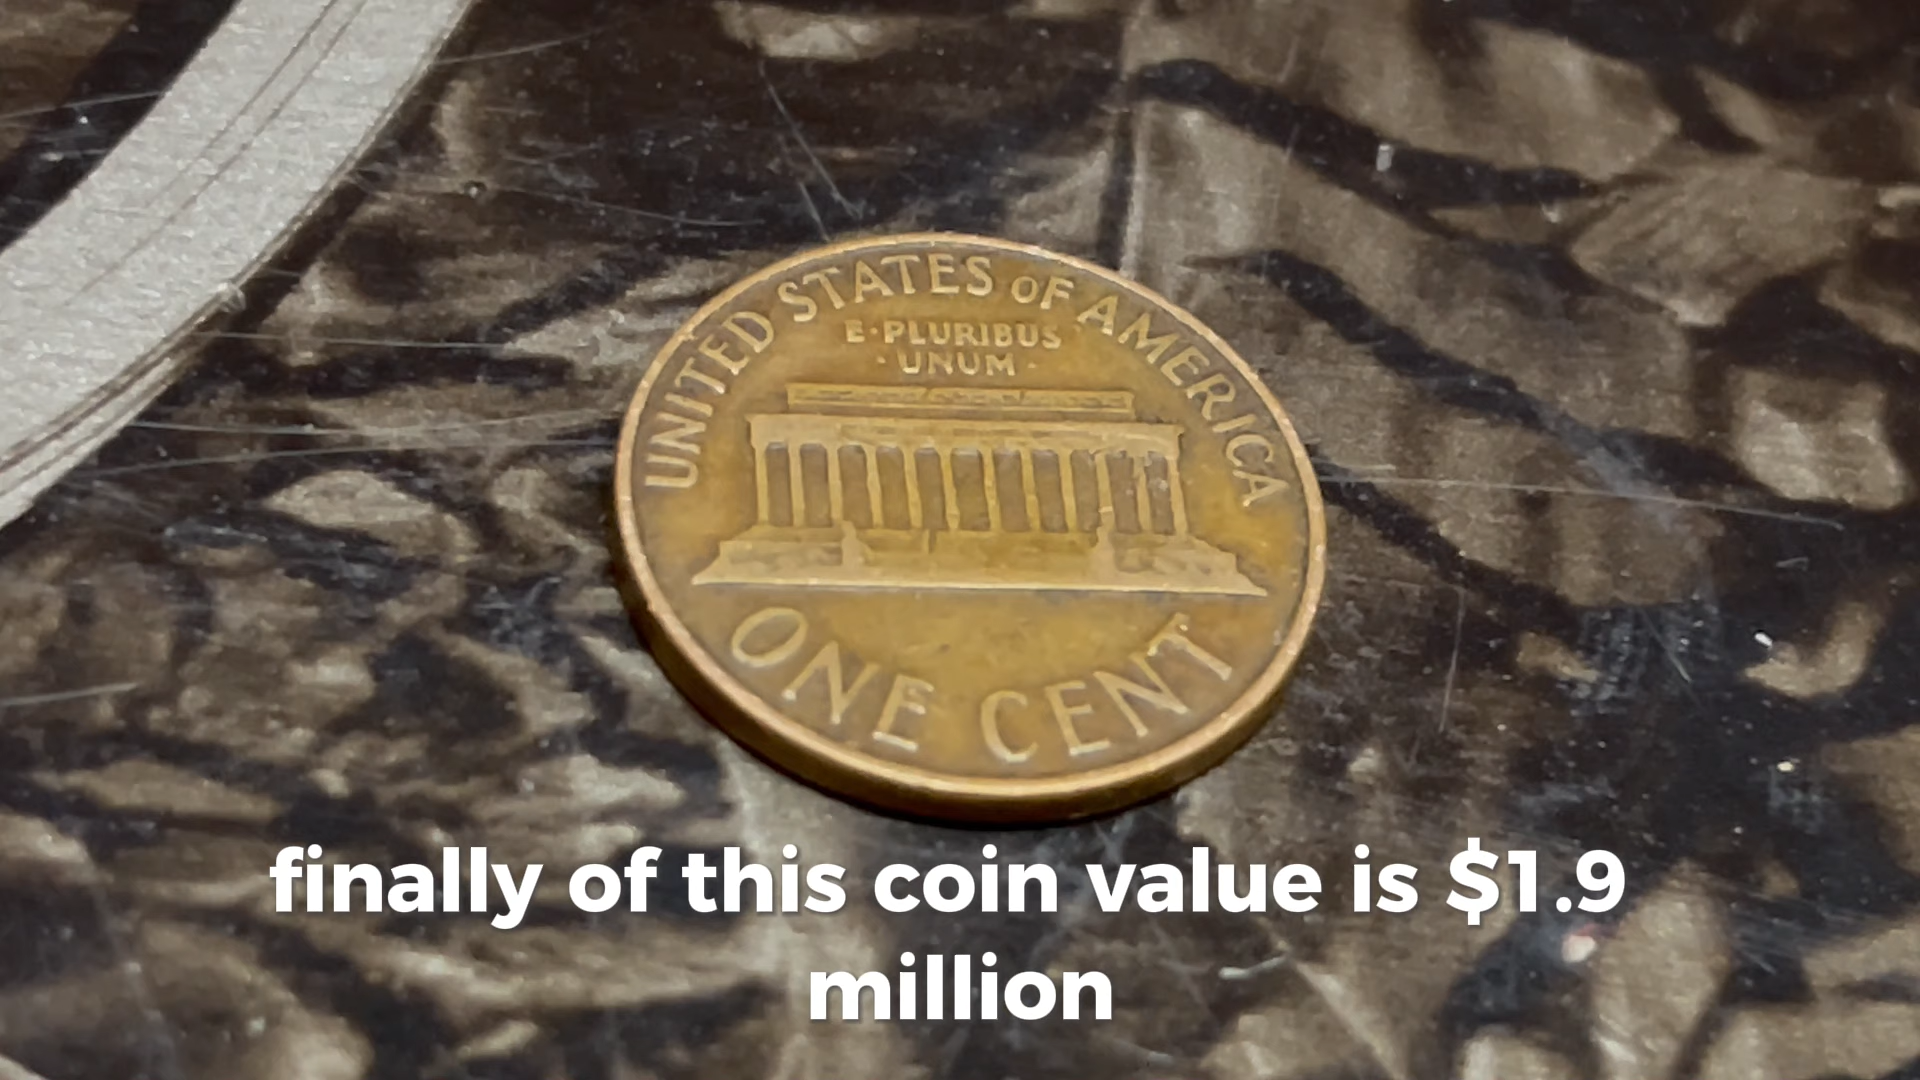 UNITED STATES OF AMERICA
E·PLURIBUS
·UNUM·
ONE CENT
finally of this coin value is $1.9
million